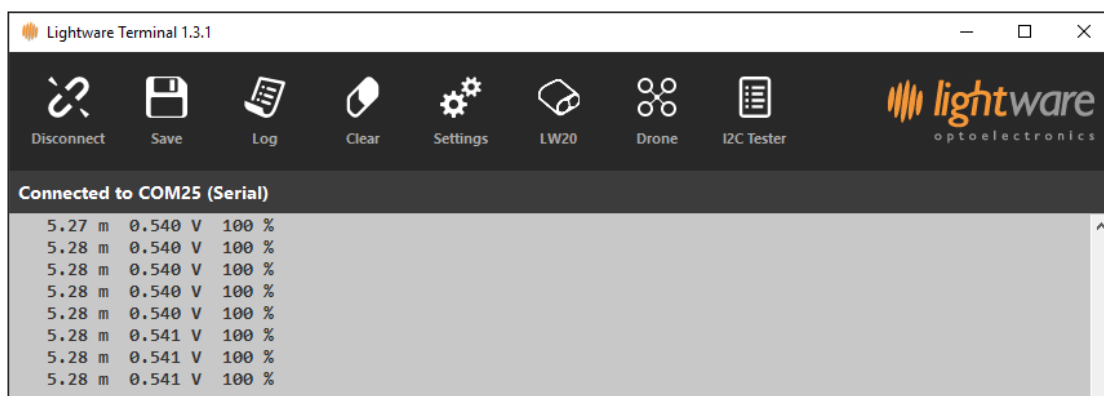 Lightware Terminal 1.3.1
Disconnect Save Log Clear Settings LW20 Drone I2C Tester
lightware
optoelectronics
Connected to COM25 (Serial)
5.27 m 0.540 V 100 %
5.28 m 0.540 V 100 %
5.28 m 0.540 V 100 %
5.28 m 0.540 V 100 %
5.28 m 0.540 V 100 %
5.28 m 0.541 V 100 %
5.28 m 0.541 V 100 %
5.28 m 0.541 V 100 %